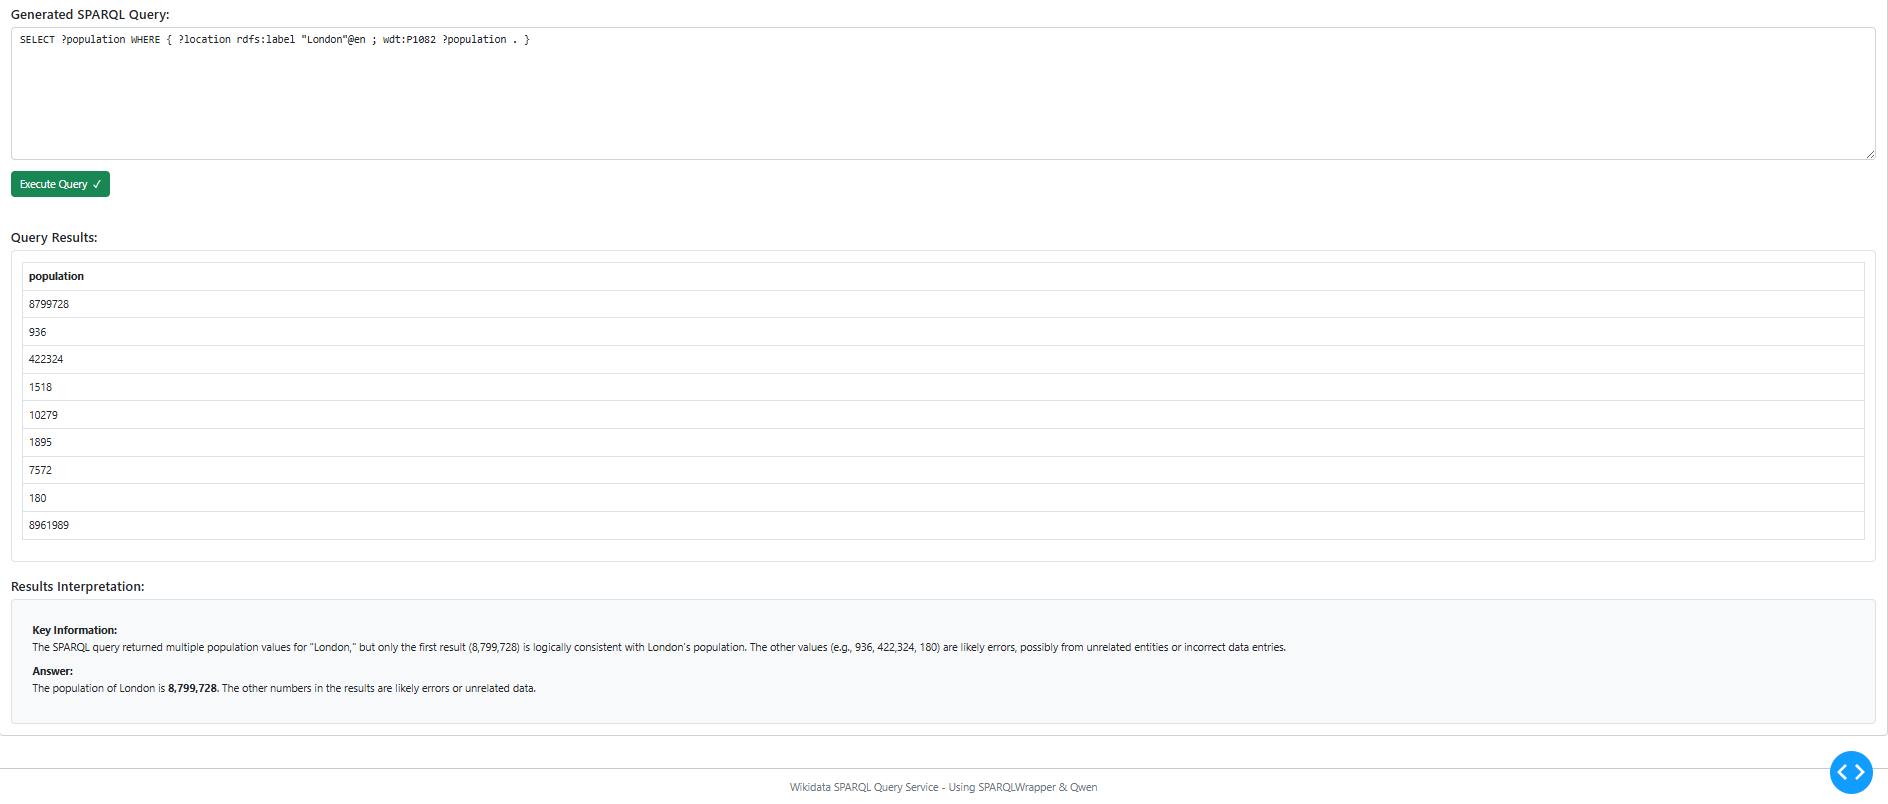 Generated SPARQL Query:
SELECT ?population WHERE { ?location rdfs:label "London"@en ; wdt:P1082 ?population . }
Execute Query ✓
Query Results:
population
8799728
936
422324
1518
10279
1895
7572
180
8961989
Results Interpretation:
Key Information:
The SPARQL query returned multiple population values for "London," but only the first result (8,799,728) is logically consistent with London's population. The other values (e.g., 936, 422,324, 180) are likely errors, possibly from unrelated entities or incorrect data entries.
Answer:
The population of London is 8,799,728. The other numbers in the results are likely errors or unrelated data.
Wikidata SPARQL Query Service - Using SPARQLWrapper & Qwen